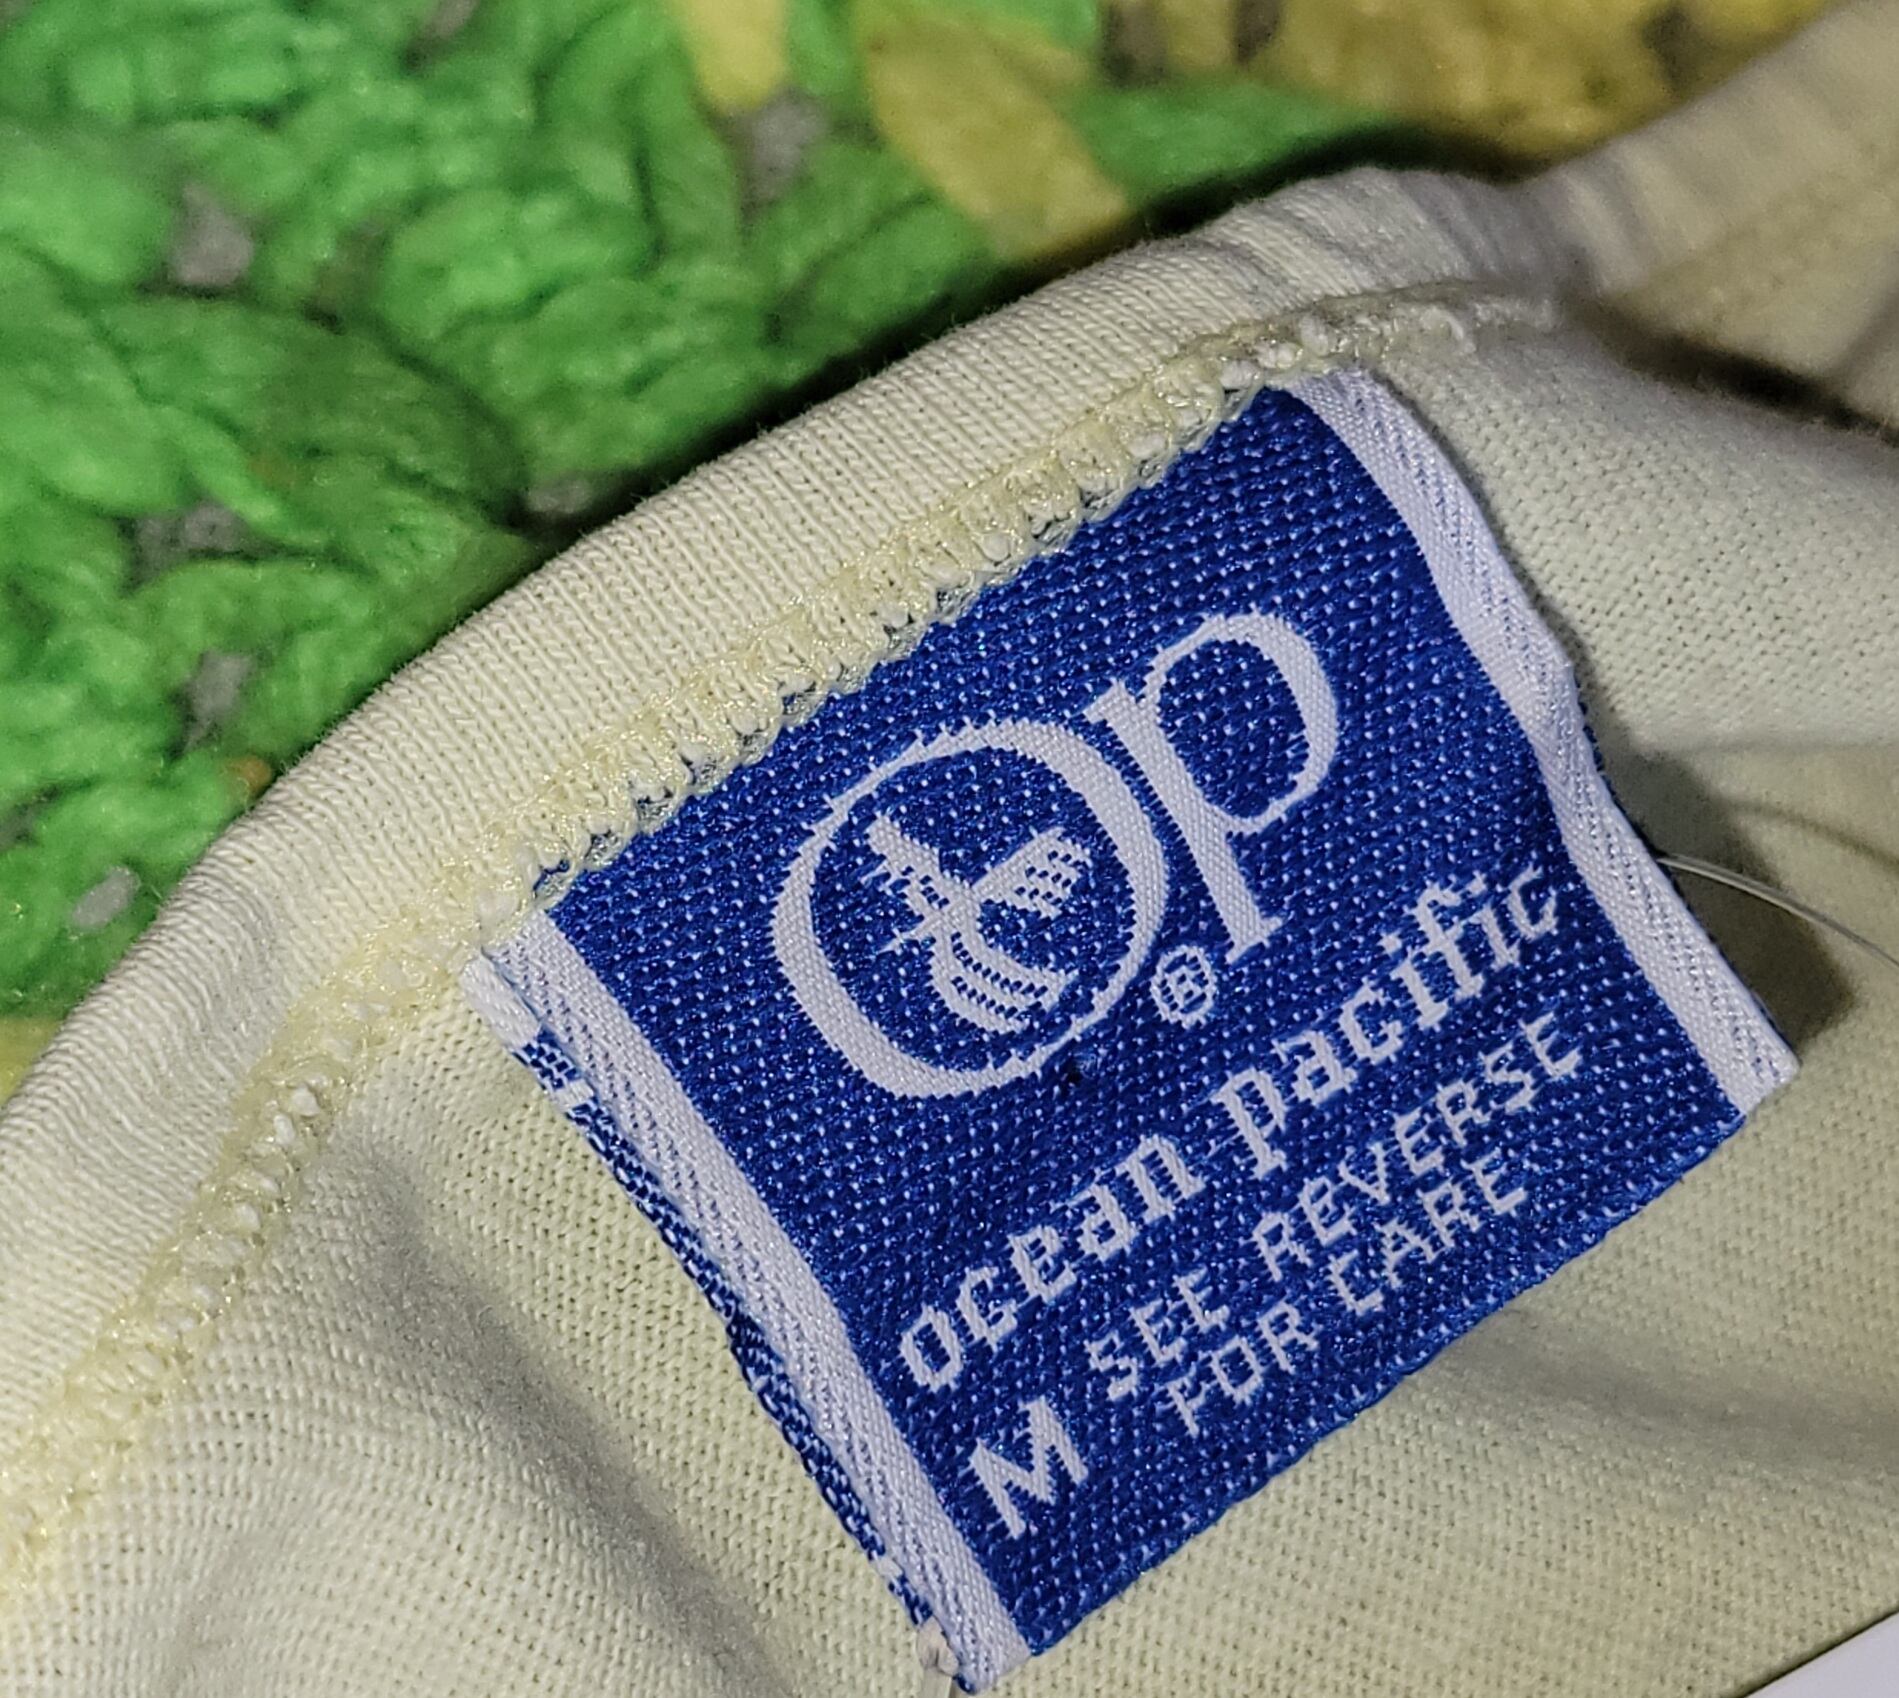 Op®
ocean pacific
M SEE REVERSE
FOR CARE